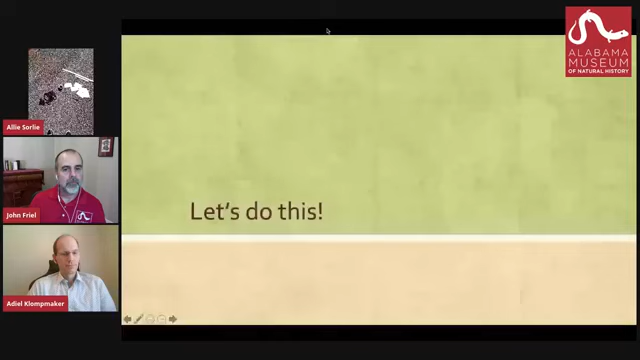 ALABAMA
MUSEUM
OF NATURAL HISTORY
Allie Sorlie
John Friel
Adiel Klompmaker
Let's do this!